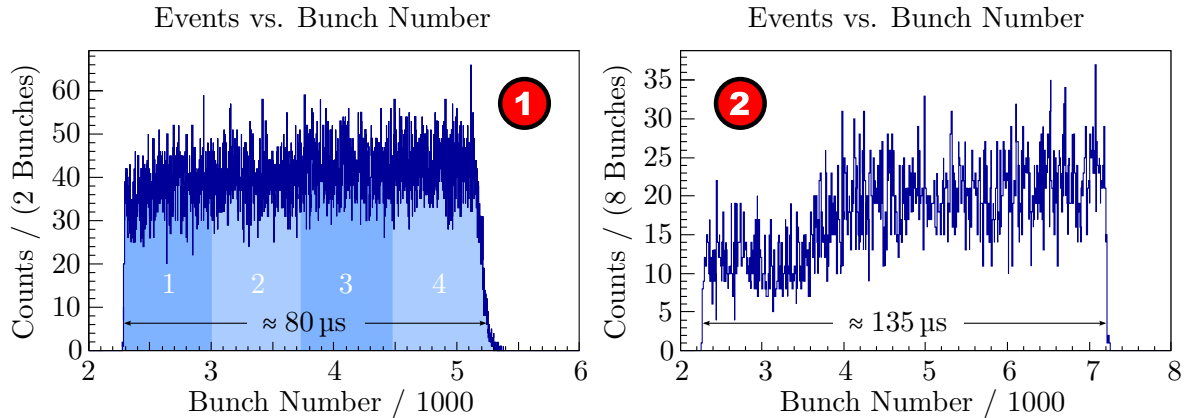 Events vs. Bunch Number
Counts / (2 Bunches)
60
50
40
30
20
10
0
1
1 2 3 4
≈ 80 µs
2 3 4 5 6
Bunch Number / 1000
Events vs. Bunch Number
Counts / (8 Bunches)
35
30
25
20
15
10
5
0
2
≈ 135 µs
2 3 4 5 6 7 8
Bunch Number / 1000